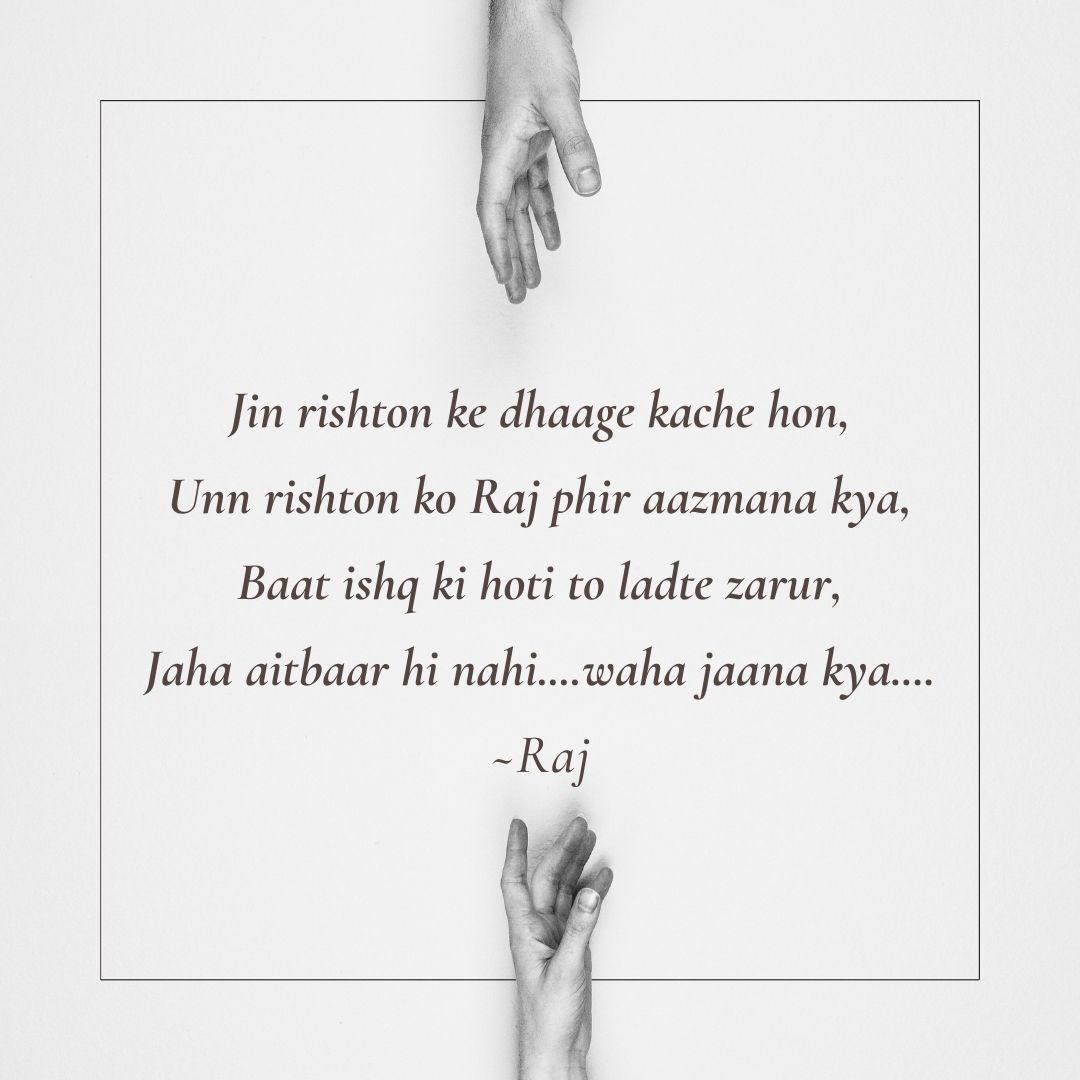 Jin rishton ke dhaage kache hon,
Unn rishton ko Raj phir aazmana kya,
Baat ishq ki hoti to ladte zarur,
Jaha aitbaar hi nahi....waha jaana kya....
~Raj